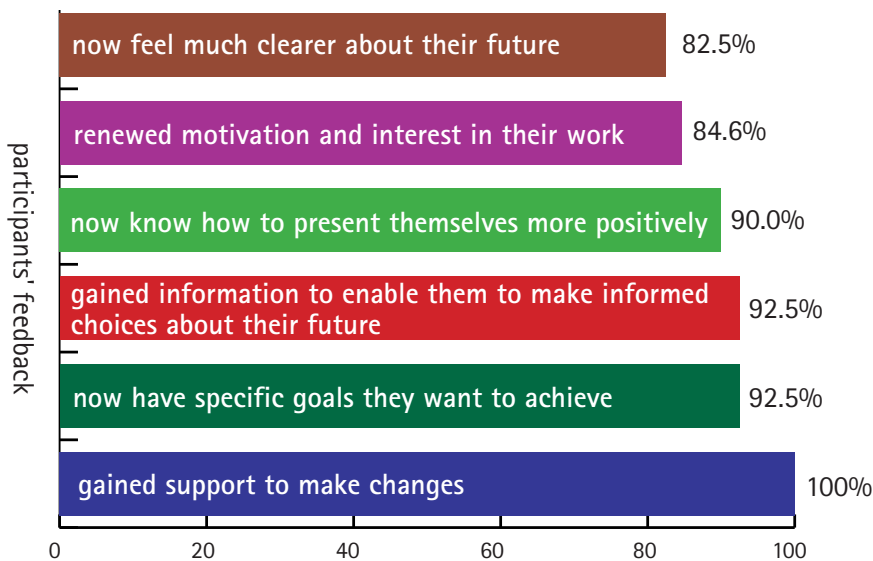 now feel much clearer about their future 82.5%
renewed motivation and interest in their work 84.6%
now know how to present themselves more positively 90.0%
gained information to enable them to make informed
choices about their future 92.5%
now have specific goals they want to achieve 92.5%
gained support to make changes 100%
participants' feedback
0 20 40 60 80 100